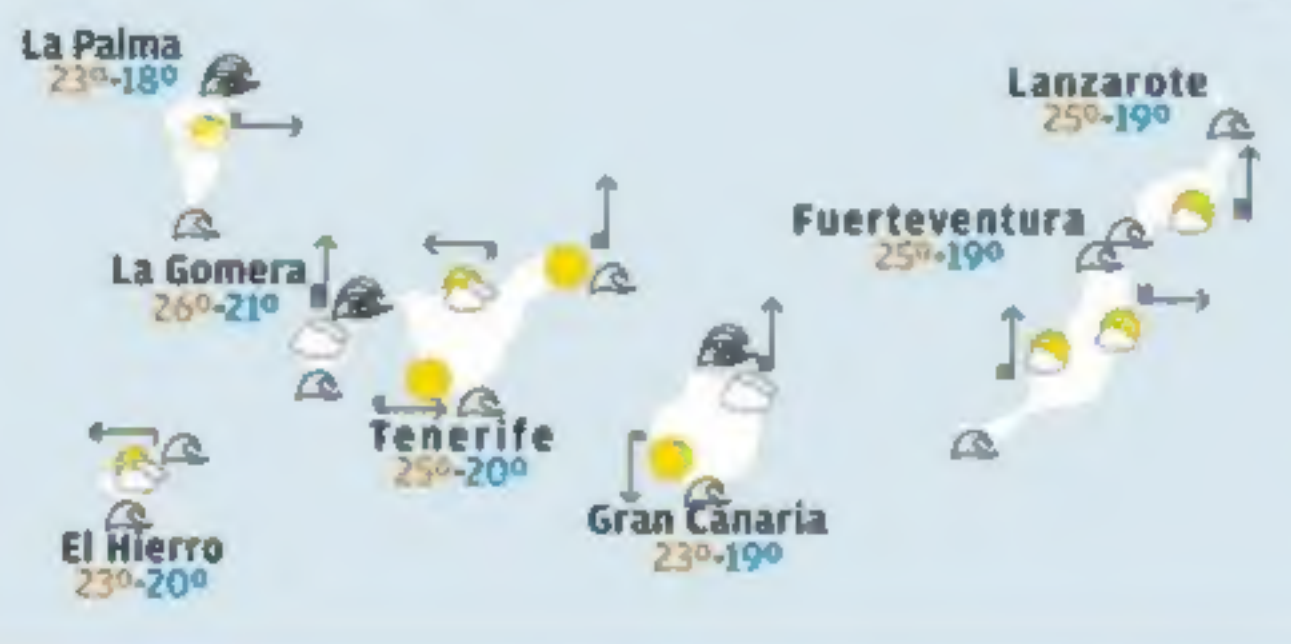 La Palma
23º-18º
Lanzarote
25º-19º
Fuerteventura
25º-19º
La Gomera
26º-21º
Tenerife
25º-20º
Gran Canaria
23º-19º
El Hierro
23º-20º